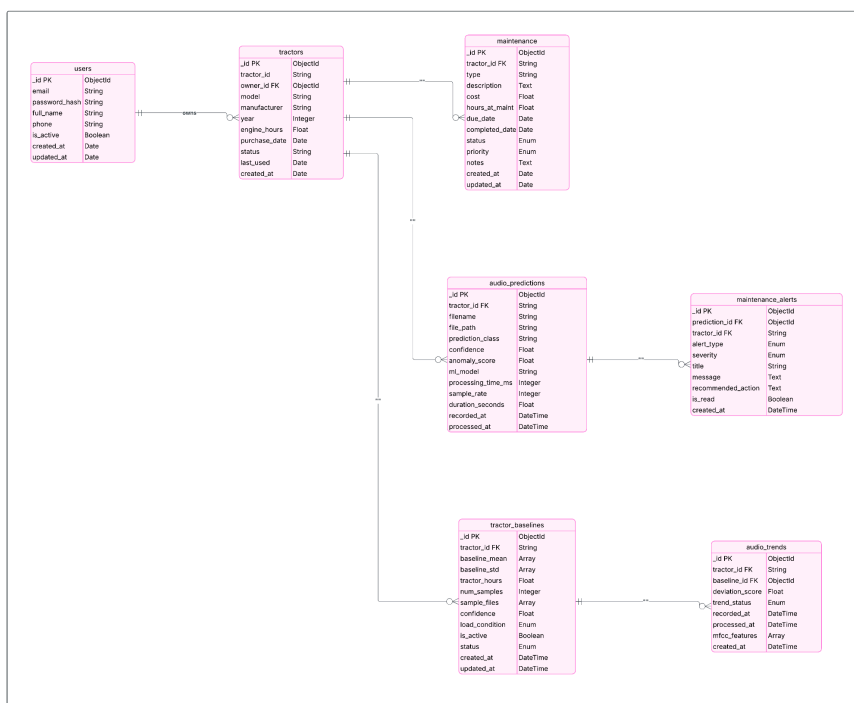 users
_id PK ObjectId
email String
password_hash String
full_name String
phone String
is_active Boolean
created_at Date
updated_at Date
tractors
_id PK ObjectId
tractor_id String
owner_id FK ObjectId
model String
manufacturer String
year Integer
engine_hours Float
purchase_date Date
status String
last_used Date
created_at Date
maintenance
_id PK ObjectId
tractor_id FK String
type String
description Text
cost Float
hours_at_maint Float
due_date Date
completed_date Date
status Enum
priority Enum
notes Text
created_at Date
updated_at Date
audio_predictions
_id PK ObjectId
tractor_id FK String
filename String
file_path String
prediction_class String
confidence Float
anomaly_score Float
ml_model String
processing_time_ms Integer
sample_rate Integer
duration_seconds Float
recorded_at DateTime
processed_at DateTime
maintenance_alerts
_id PK ObjectId
prediction_id FK ObjectId
tractor_id FK String
alert_type Enum
severity Enum
title String
message Text
recommended_action Text
is_read Boolean
created_at DateTime
tractor_baselines
_id PK ObjectId
tractor_id FK String
baseline_mean Array
baseline_std Array
tractor_hours Float
num_samples Integer
sample_files Array
confidence Float
load_condition Enum
is_active Boolean
status Enum
created_at DateTime
updated_at DateTime
audio_trends
_id PK ObjectId
tractor_id FK String
baseline_id FK ObjectId
deviation_score Float
trend_status Enum
recorded_at DateTime
processed_at DateTime
mfcc_features Array
created_at DateTime